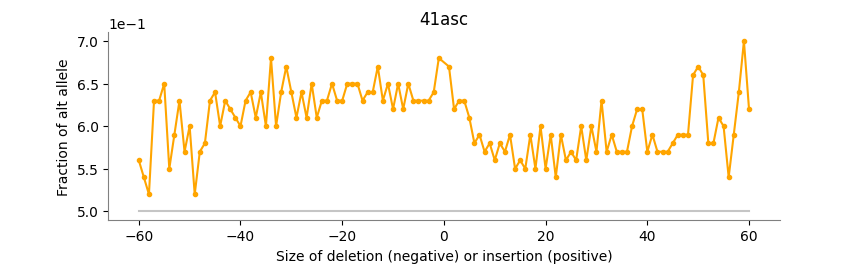 41asc
1e−1
7.0
6.5
6.0
5.5
5.0
Fraction of alt allele
−60 −40 −20 0 20 40 60
Size of deletion (negative) or insertion (positive)